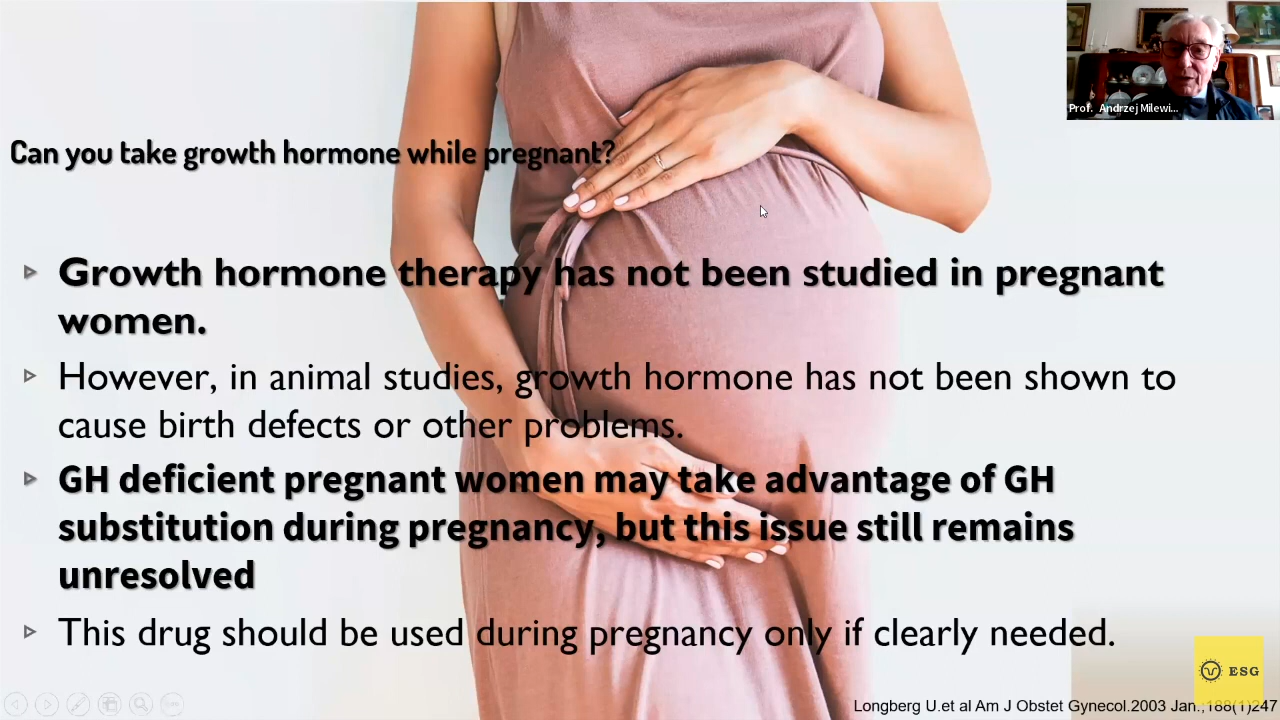 Prof. Andrzej Milewi...
Can you take growth hormone while pregnant?
Growth hormone therapy has not been studied in pregnant
women.
However, in animal studies, growth hormone has not been shown to
cause birth defects or other problems.
GH deficient pregnant women may take advantage of GH
substitution during pregnancy, but this issue still remains
unresolved
This drug should be used during pregnancy only if clearly needed.
ESG
Longberg U.et al Am J Obstet Gynecol.2003 Jan.;188(1)247